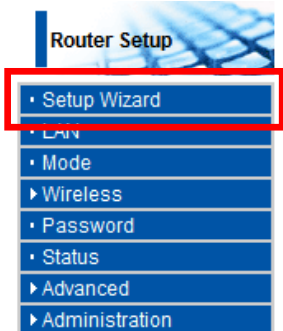 Router Setup
Setup Wizard
LAN
Mode
Wireless
Password
Status
Advanced
Administration